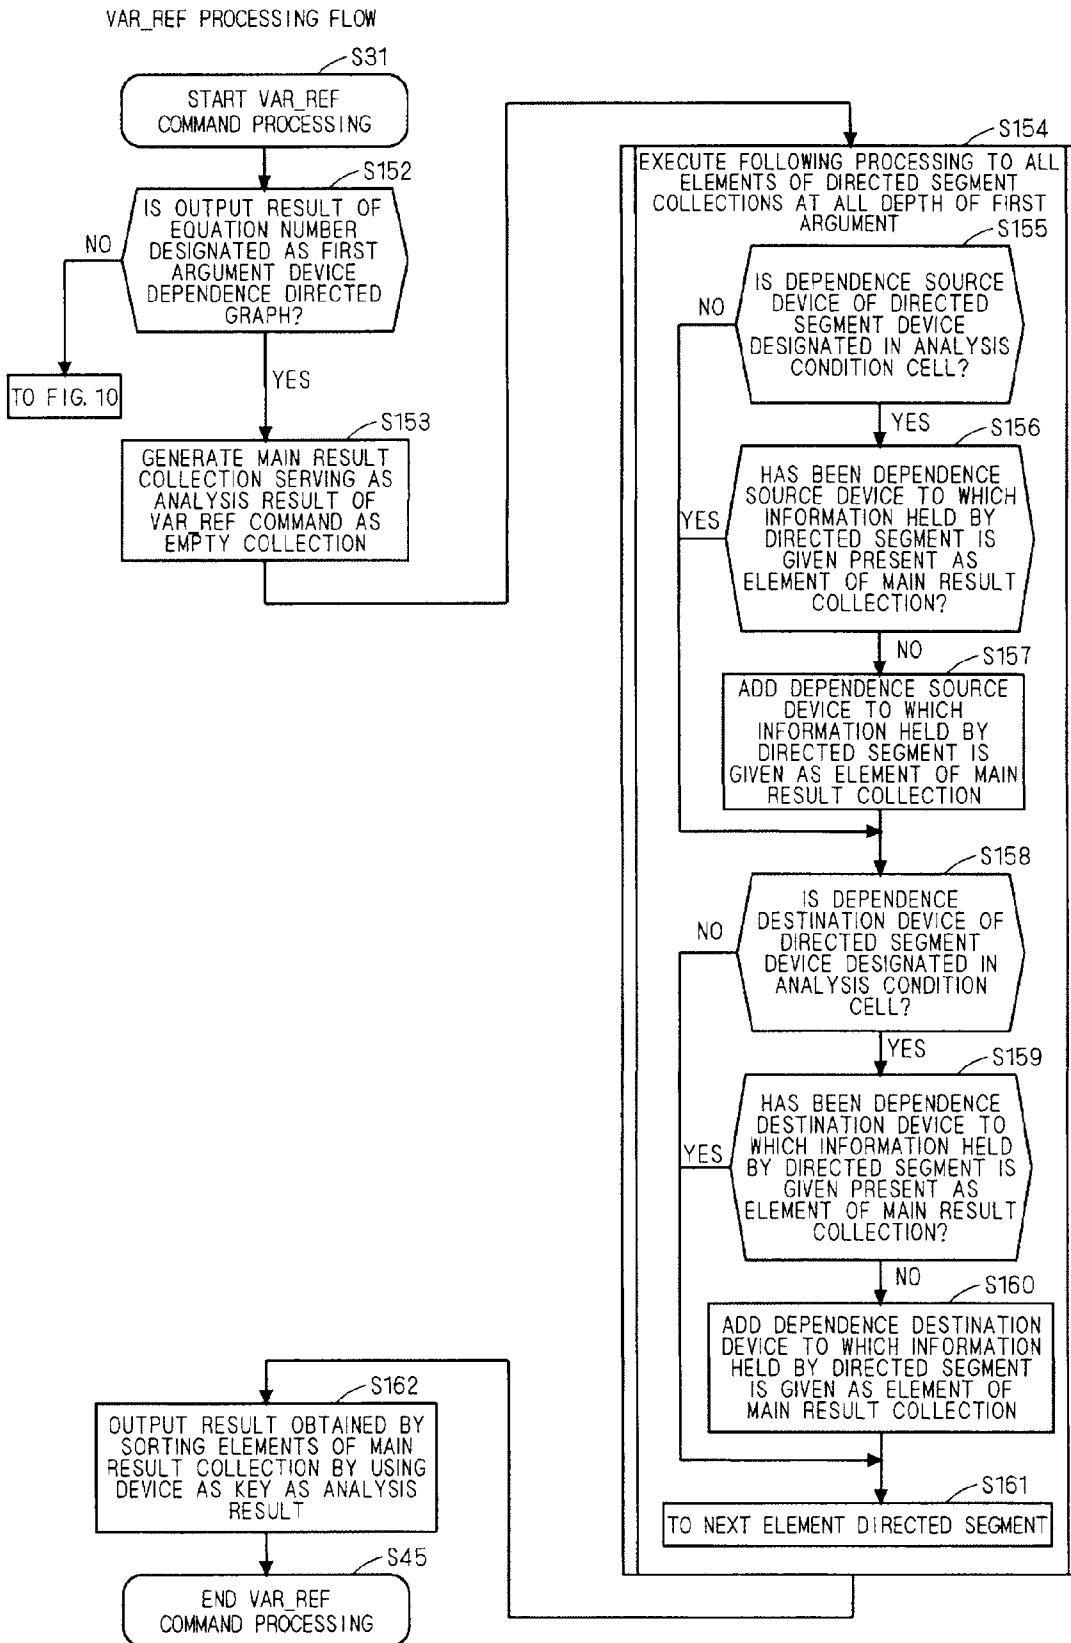 VAR_REF PROCESSING FLOW
S31
START VAR_REF
COMMAND PROCESSING
S152
IS OUTPUT RESULT OF
EQUATION NUMBER
DESIGNATED AS FIRST
ARGUMENT DEVICE
DEPENDENCE DIRECTED
GRAPH?
NO
TO FIG. 10
YES
S153
GENERATE MAIN RESULT
COLLECTION SERVING AS
ANALYSIS RESULT OF
VAR_REF COMMAND AS
EMPTY COLLECTION
S154
EXECUTE FOLLOWING PROCESSING TO ALL
ELEMENTS OF DIRECTED SEGMENT
COLLECTIONS AT ALL DEPTH OF FIRST
ARGUMENT
S155
IS DEPENDENCE SOURCE
DEVICE OF DIRECTED
SEGMENT DEVICE
DESIGNATED IN ANALYSIS
CONDITION CELL?
NO
YES
S156
HAS BEEN DEPENDENCE
SOURCE DEVICE TO WHICH
INFORMATION HELD BY
DIRECTED SEGMENT IS
GIVEN PRESENT AS
ELEMENT OF MAIN RESULT
COLLECTION?
YES
NO
S157
ADD DEPENDENCE SOURCE
DEVICE TO WHICH
INFORMATION HELD BY
DIRECTED SEGMENT IS
GIVEN AS ELEMENT OF MAIN
RESULT COLLECTION
S158
IS DEPENDENCE
DESTINATION DEVICE OF
DIRECTED SEGMENT
DEVICE DESIGNATED IN
ANALYSIS CONDITION
CELL?
NO
YES
S159
HAS BEEN DEPENDENCE
DESTINATION DEVICE TO
WHICH INFORMATION HELD
BY DIRECTED SEGMENT IS
GIVEN PRESENT AS
ELEMENT OF MAIN RESULT
COLLECTION?
YES
NO
S160
ADD DEPENDENCE DESTINATION
DEVICE TO WHICH INFORMATION
HELD BY DIRECTED SEGMENT
IS GIVEN AS ELEMENT OF
MAIN RESULT COLLECTION
S161
TO NEXT ELEMENT DIRECTED SEGMENT
S162
OUTPUT RESULT OBTAINED BY
SORTING ELEMENTS OF MAIN
RESULT COLLECTION BY USING
DEVICE AS KEY AS ANALYSIS
RESULT
S45
END VAR_REF
COMMAND PROCESSING